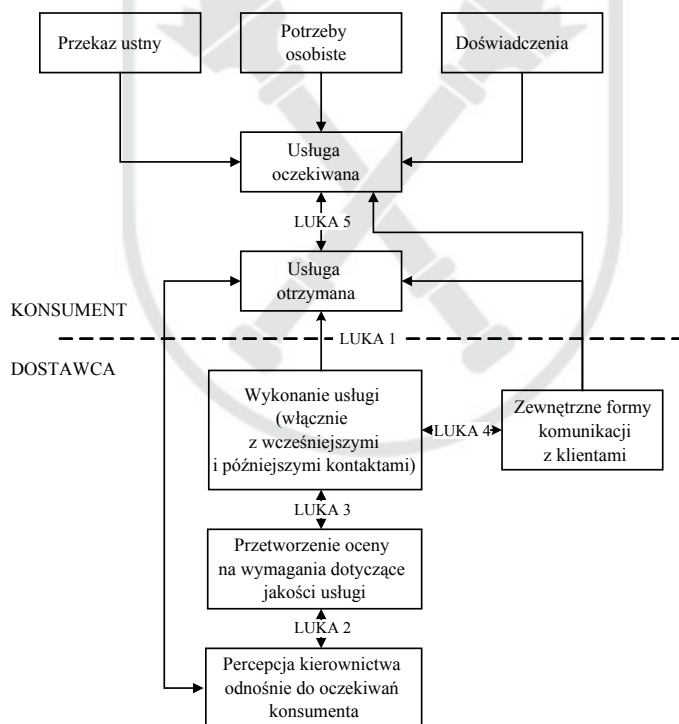 Przekaz ustny
Potrzeby
osobiste
Doświadczenia
Usługa
oczekiwana
LUKA 5
Usługa
otrzymana
KONSUMENT
LUKA 1
DOSTAWCA
Wykonanie usługi
(włącznie
z wcześniejszymi
i późniejszymi kontaktami)
LUKA 4
Zewnętrzne formy
komunikacji
z klientami
LUKA 3
Przetworzenie oceny
na wymagania dotyczące
jakości usługi
LUKA 2
Percepcja kierownictwa
odnośnie do oczekiwań
konsumenta